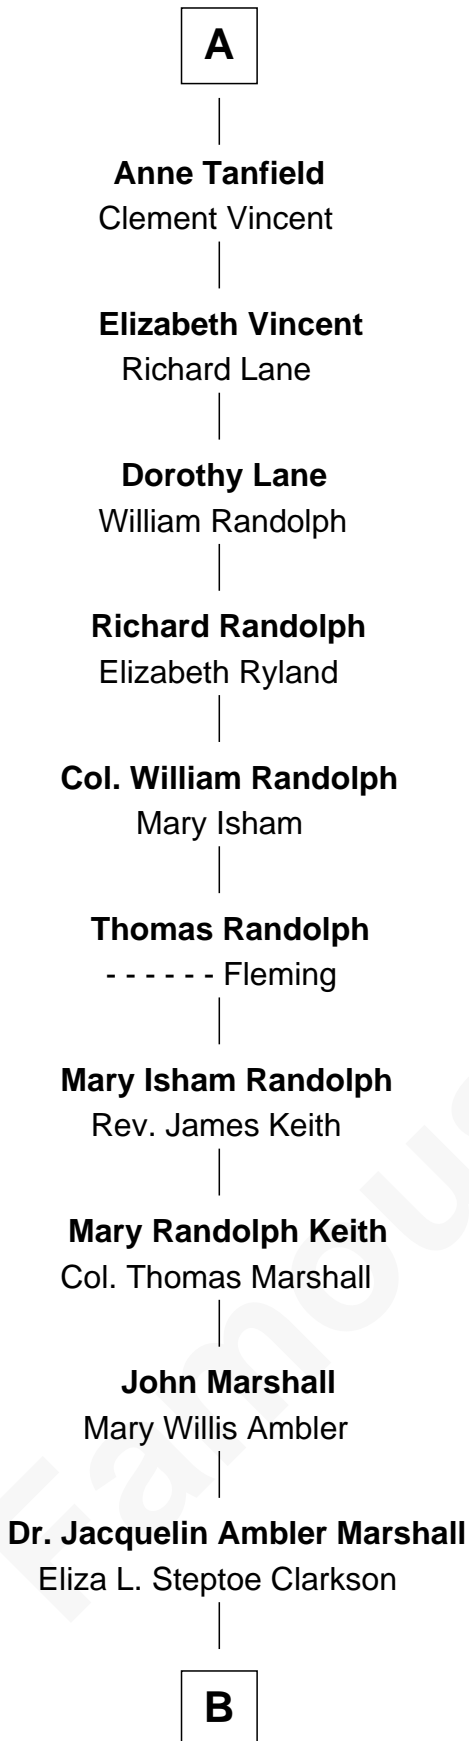 A
Anne Tanfield
Clement Vincent
Elizabeth Vincent
Richard Lane
Dorothy Lane
William Randolph
Richard Randolph
Elizabeth Ryland
Col. William Randolph
Mary Isham
Thomas Randolph
- - - - - - Fleming
Mary Isham Randolph
Rev. James Keith
Mary Randolph Keith
Col. Thomas Marshall
John Marshall
Mary Willis Ambler
Dr. Jacquelin Ambler Marshall
Eliza L. Steptoe Clarkson
B
Famous